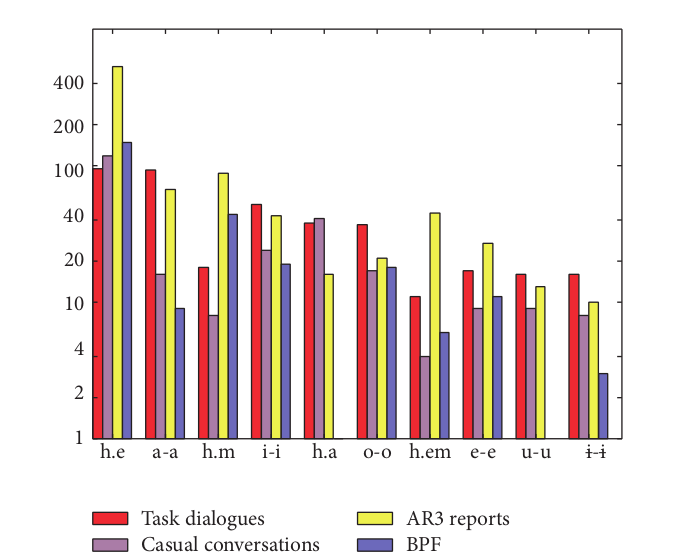 400
200
100
40
20
10
4
2
1
h.e a-a h.m i-i h.a o-o h.em e-e u-u ɨ-ɨ
Task dialogues
Casual conversations
AR3 reports
BPF